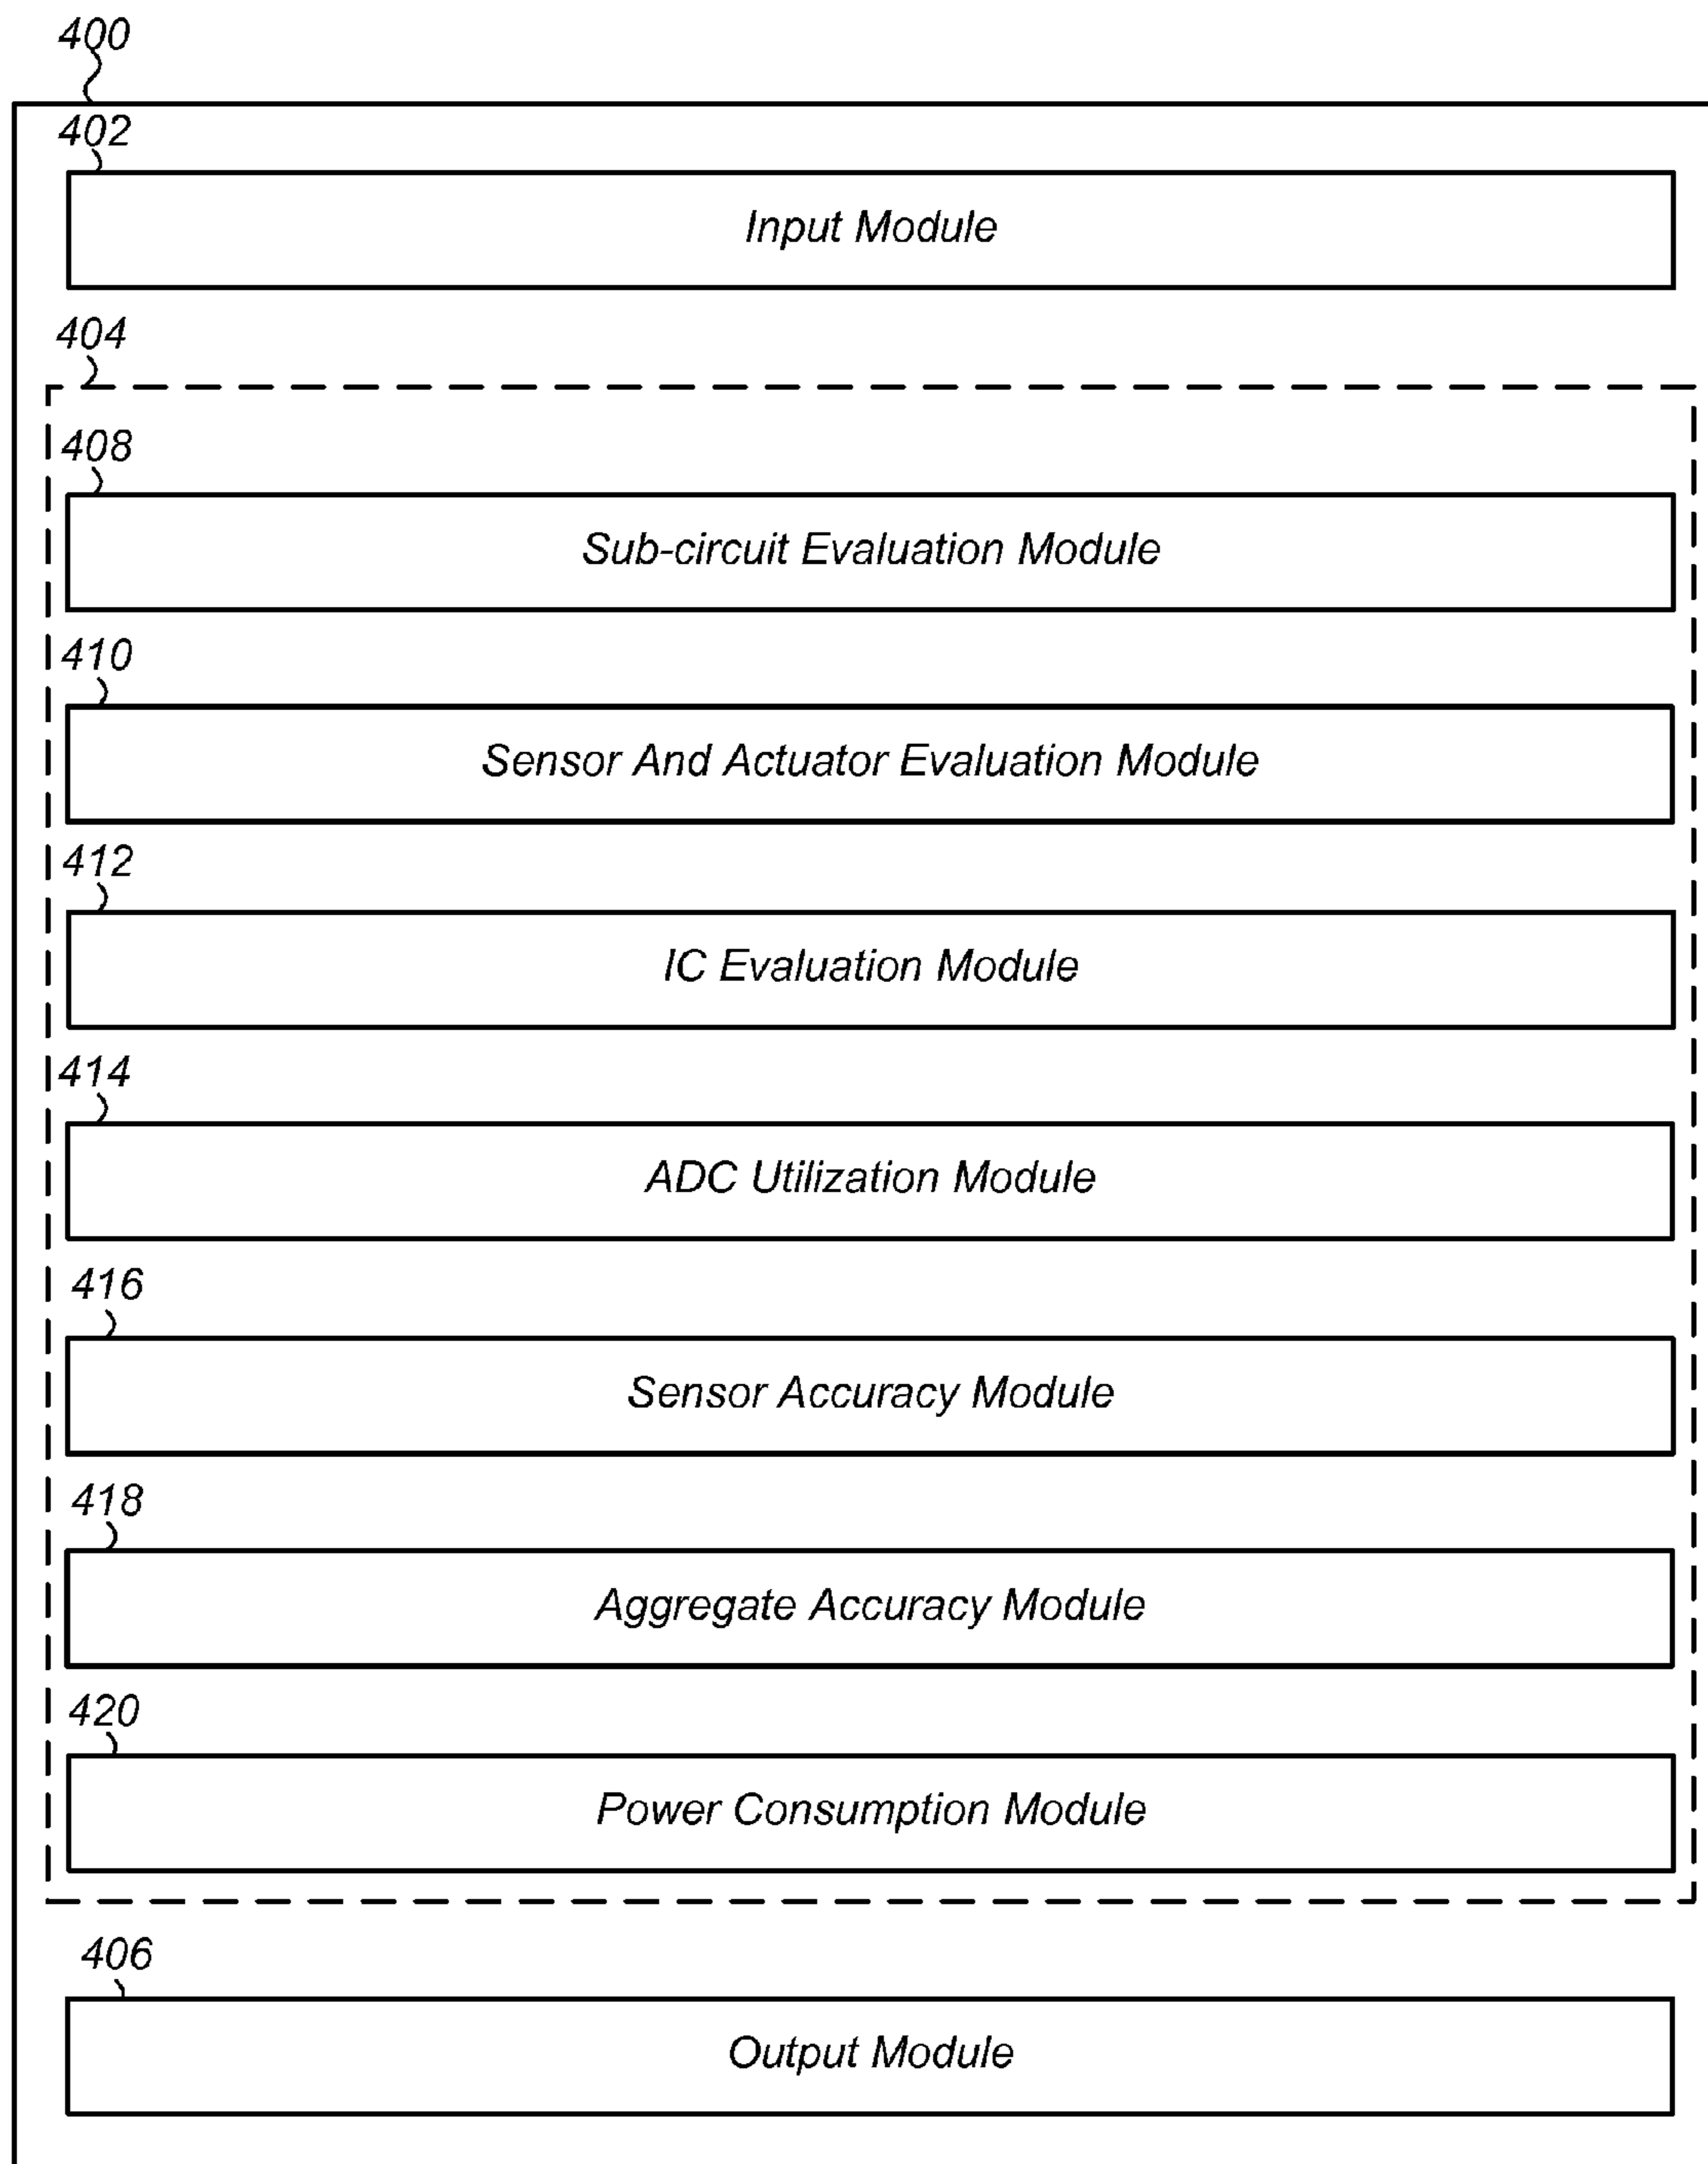 400
402
Input Module
404
408
Sub-circuit Evaluation Module
410
Sensor And Actuator Evaluation Module
412
IC Evaluation Module
414
ADC Utilization Module
416
Sensor Accuracy Module
418
Aggregate Accuracy Module
420
Power Consumption Module
406
Output Module